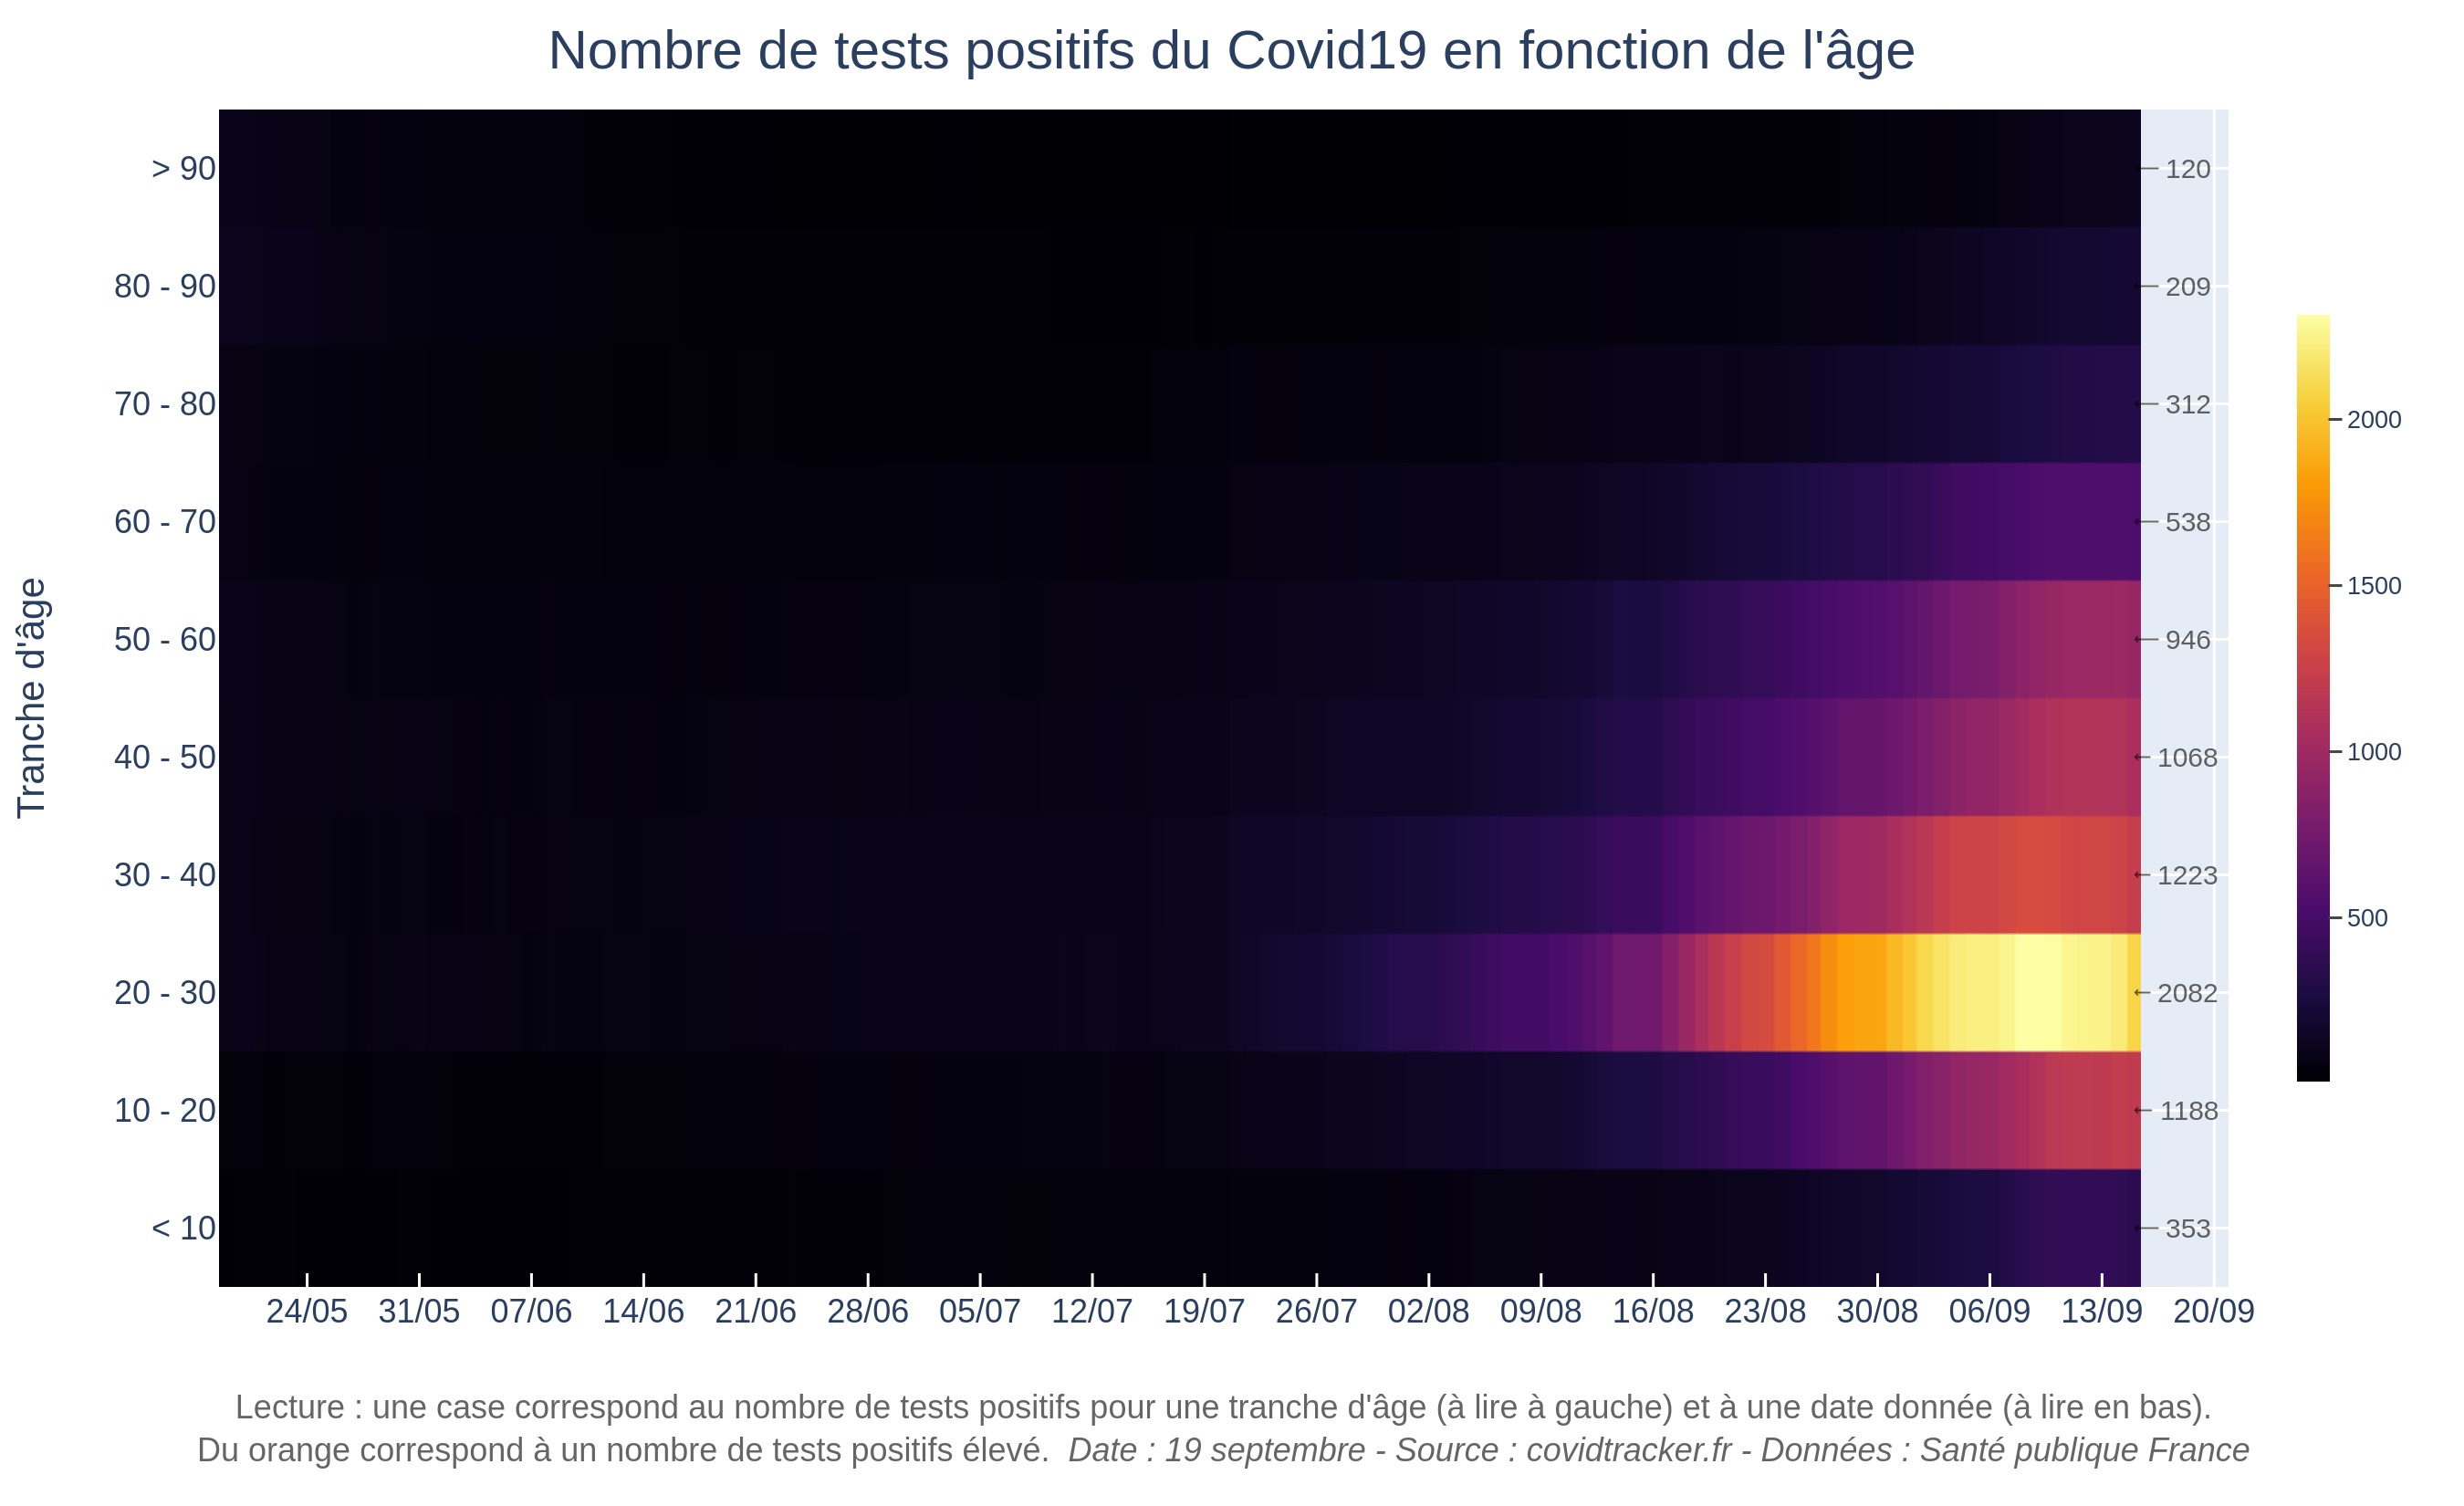 Nombre de tests positifs du Covid19 en fonction de l'âge
Tranche d'âge
> 90
80 - 90
70 - 80
60 - 70
50 - 60
40 - 50
30 - 40
20 - 30
10 - 20
< 10
120
209
312
538
946
1068
1223
2082
1188
353
2000
1500
1000
500
24/05 31/05 07/06 14/06 21/06 28/06 05/07 12/07 19/07 26/07 02/08 09/08 16/08 23/08 30/08 06/09 13/09 20/09
Lecture : une case correspond au nombre de tests positifs pour une tranche d'âge (à lire à gauche) et à une date donnée (à lire en bas).
Du orange correspond à un nombre de tests positifs élevé. Date : 19 septembre - Source : covidtracker.fr - Données : Santé publique France